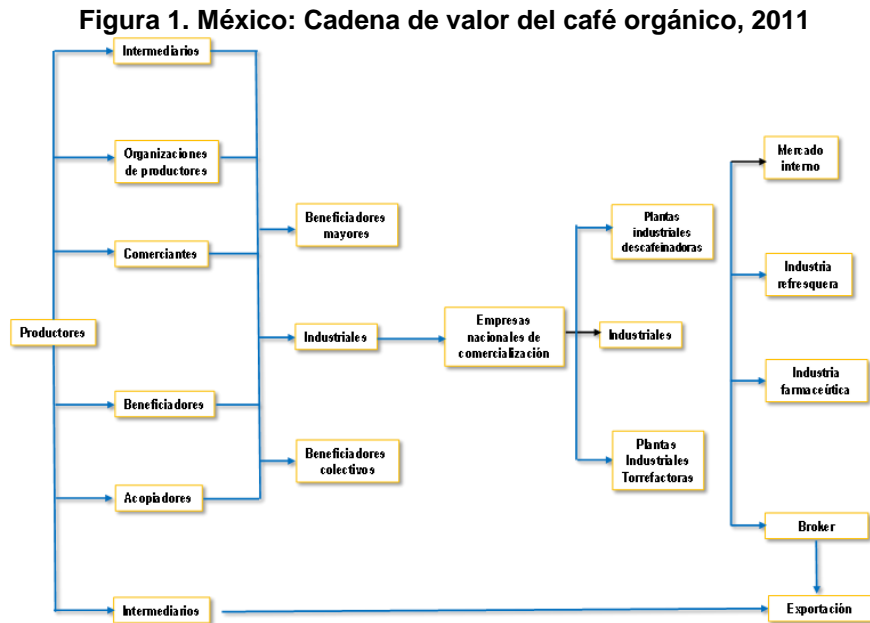 Figura 1. México: Cadena de valor del café orgánico, 2011
Intermediarios
Organizaciones
de productores
Comerciantes
Productores
Beneficiadores
Acopiadores
Intermediarios
Beneficiadores
mayores
Industriales
Beneficiadores
colectivos
Empresas
nacionales de
comercialización
Plantas
industriales
descafeinadoras
Industriales
Plantas
Industriales
Torrefactoras
Mercado
interno
Industria
refresquera
Industria
farmaceútica
Broker
Exportación